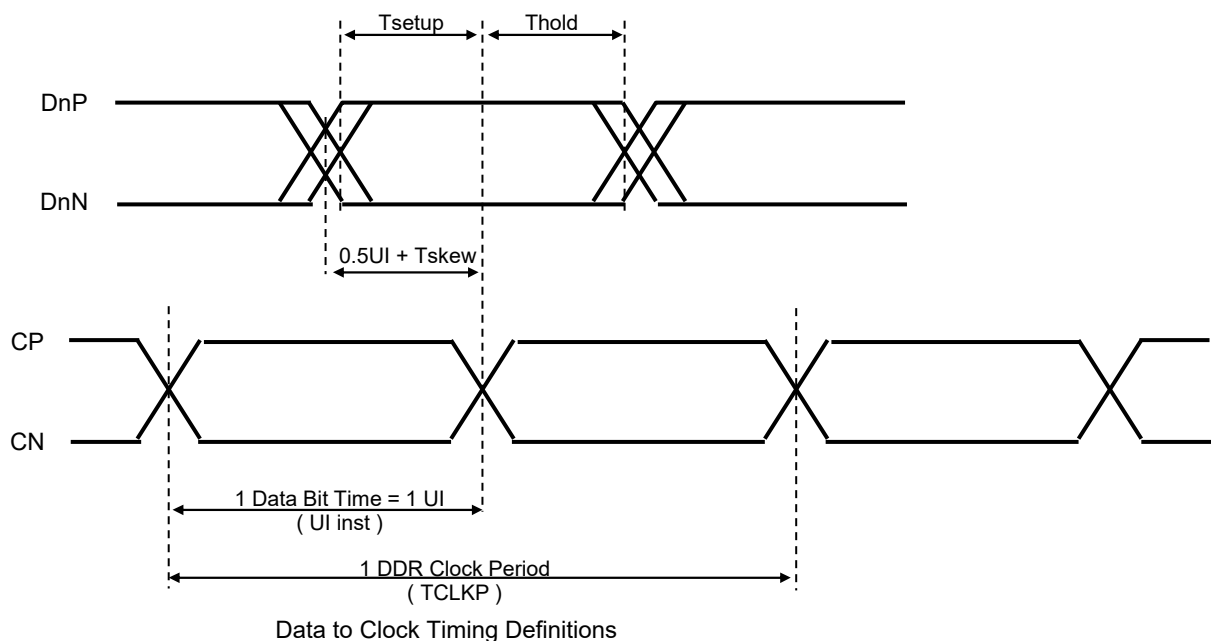 Tsetup
Thold
DnP
DnN
0.5UI + Tskew
CP
CN
1 Data Bit Time = 1 UI
( UI inst )
1 DDR Clock Period
( TCLKP )
Data to Clock Timing Definitions